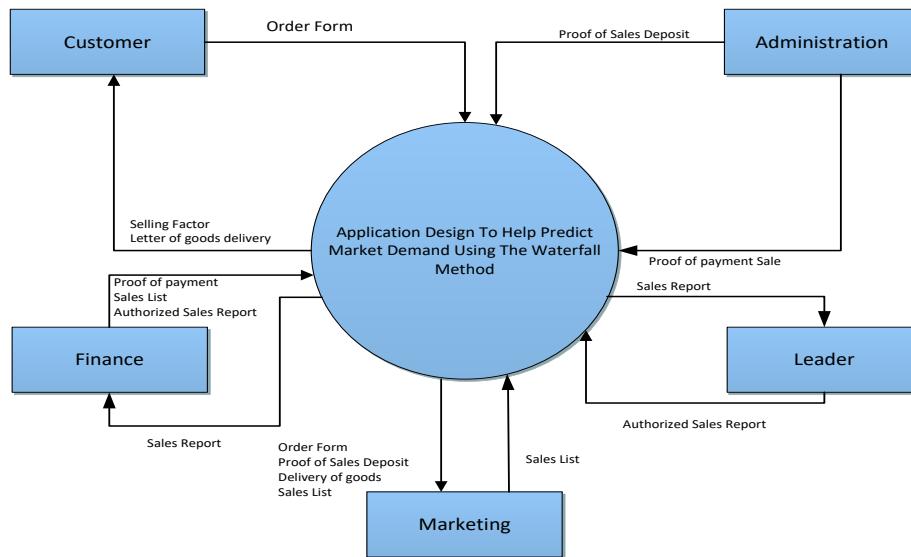 Customer
Order Form
Proof of Sales Deposit
Administration
Selling Factor
Letter of goods delivery
Application Design To Help Predict
Market Demand Using The Waterfall
Method
Proof of payment Sale
Proof of payment
Sales List
Authorized Sales Report
Sales Report
Finance
Leader
Sales Report
Authorized Sales Report
Order Form
Proof of Sales Deposit
Delivery of goods
Sales List
Sales List
Marketing